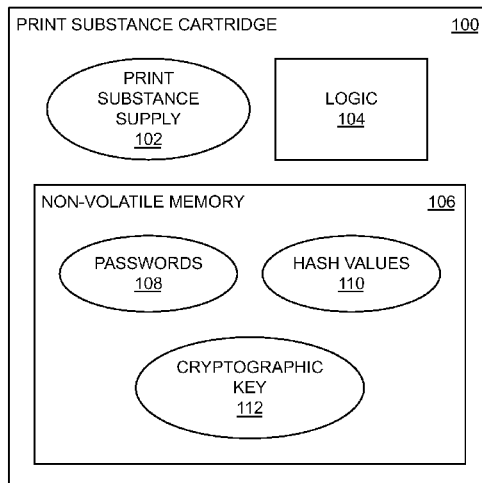 PRINT SUBSTANCE CARTRIDGE 100
PRINT
SUBSTANCE
SUPPLY
102
LOGIC
104
NON-VOLATILE MEMORY 106
PASSWORDS
108
HASH VALUES
110
CRYPTOGRAPHIC
KEY
112